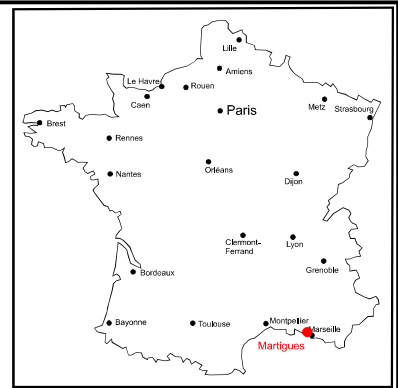 Lille
Amiens
Le Havre
Rouen
Caen
Metz
Strasbourg
Paris
Brest
Rennes
Orléans
Nantes
Dijon
Clermont-
Ferrand
Lyon
Grenoble
Bordeaux
Bayonne
Toulouse
Montpellier
Marseille
Martigues